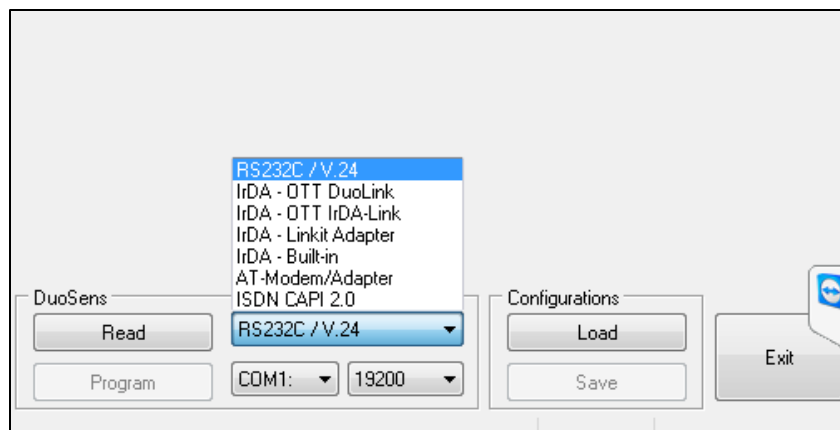 RS232C / V.24
IrDA - OTT DuoLink
IrDA - OTT IrDA-Link
IrDA - Linkit Adapter
IrDA - Built-in
AT-Modem/Adapter
ISDN CAPI 2.0
DuoSens
Configurations
Read
RS232C / V.24
Load
Exit
Program
COM1:
19200
Save